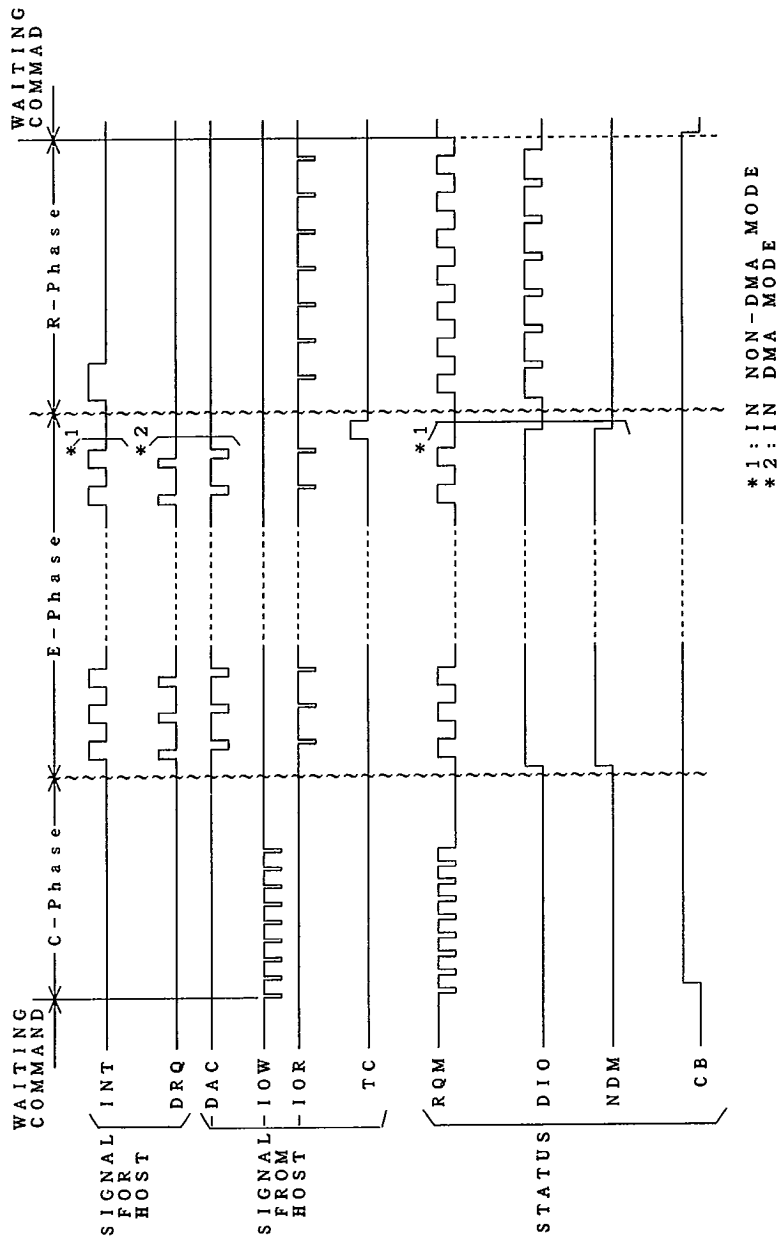 WAITING
COMMAND
C-Phase
E-Phase
R-Phase
WAITING
COMMAD
SIGNAL
FOR
HOST
INT
*1
DRQ
*2
SIGNAL
FROM
HOST
-DAC
-IOW
-IOR
TC
STATUS
RQM
*1
DIO
NDM
CB
*1: IN NON-DMA MODE
*2: IN DMA MODE